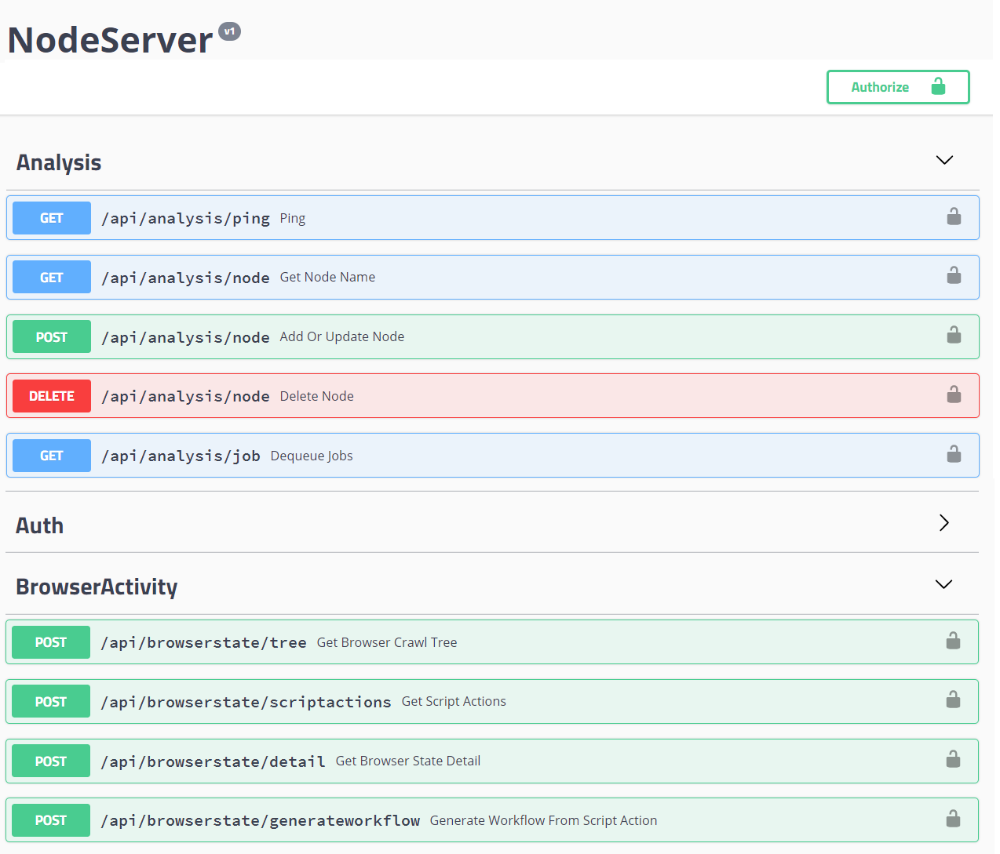 NodeServer v1
Authorize
Analysis
GET /api/analysis/ping Ping
GET /api/analysis/node Get Node Name
POST /api/analysis/node Add Or Update Node
DELETE /api/analysis/node Delete Node
GET /api/analysis/job Dequeue Jobs
Auth
BrowserActivity
POST /api/browserstate/tree Get Browser Crawl Tree
POST /api/browserstate/scriptactions Get Script Actions
POST /api/browserstate/detail Get Browser State Detail
POST /api/browserstate/generateworkflow Generate Workflow From Script Action